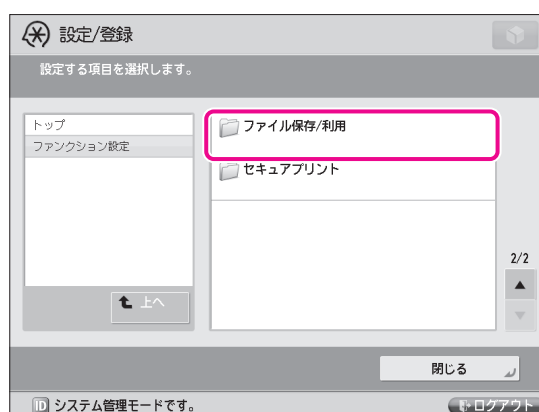 設定/登録
設定する項目を選択します。
トップ
ファンクション設定
ファイル保存/利用
セキュアプリント
2/2
上へ
閉じる
ID システム管理モードです。
ログアウト